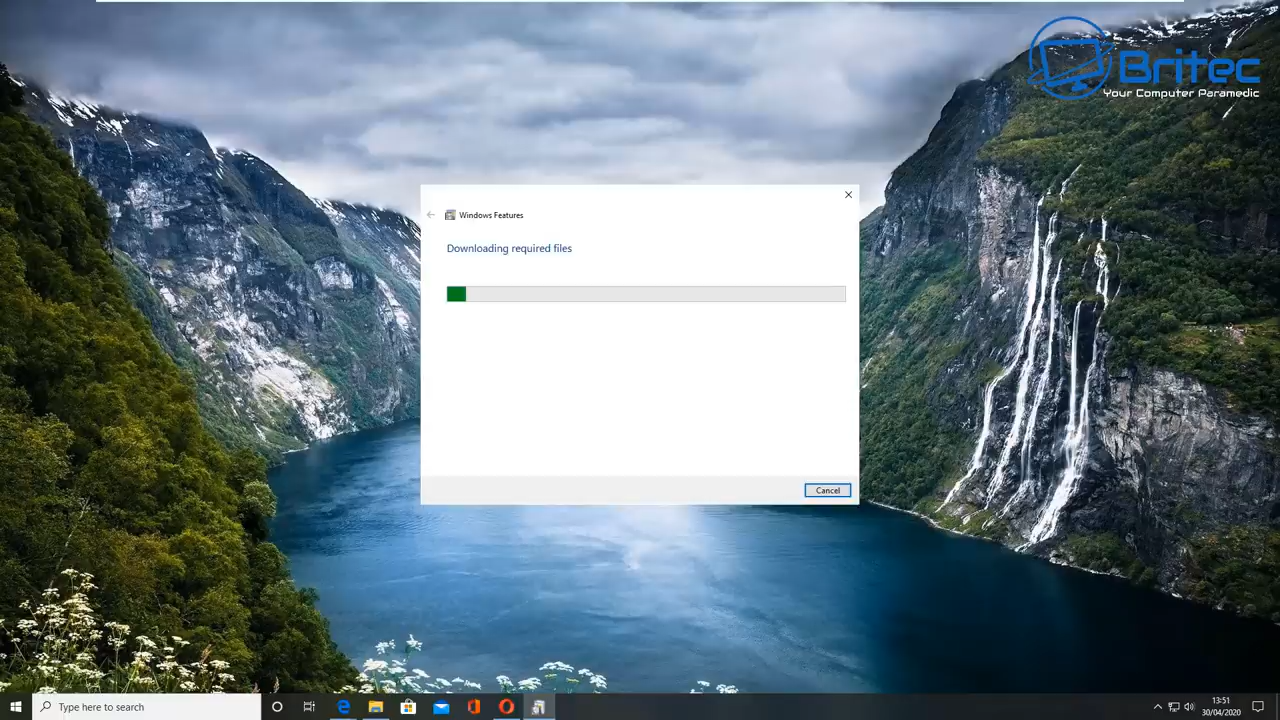 Britec
Your Computer Paramedic
Windows Features
Downloading required files
Cancel
Type here to search
13:51
30/04/2020